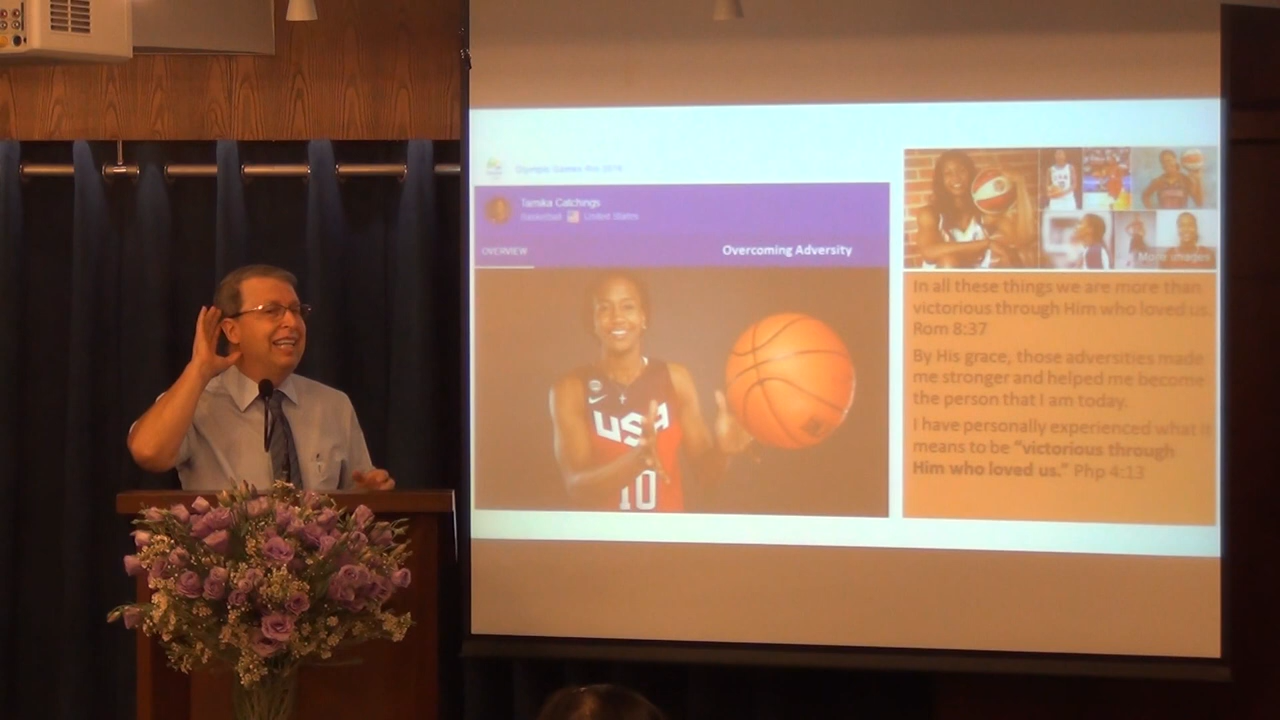 Olympic Games Rio 2016
Tamika Catchings
Basketball United States
OVERVIEW
Overcoming Adversity
USA
10
More images
In all these things we are more than
victorious through Him who loved us.
Rom 8:37
By His grace, those adversities made
me stronger and helped me become
the person that I am today.
I have personally experienced what it
means to be “victorious through
Him who loved us.” Php 4:13